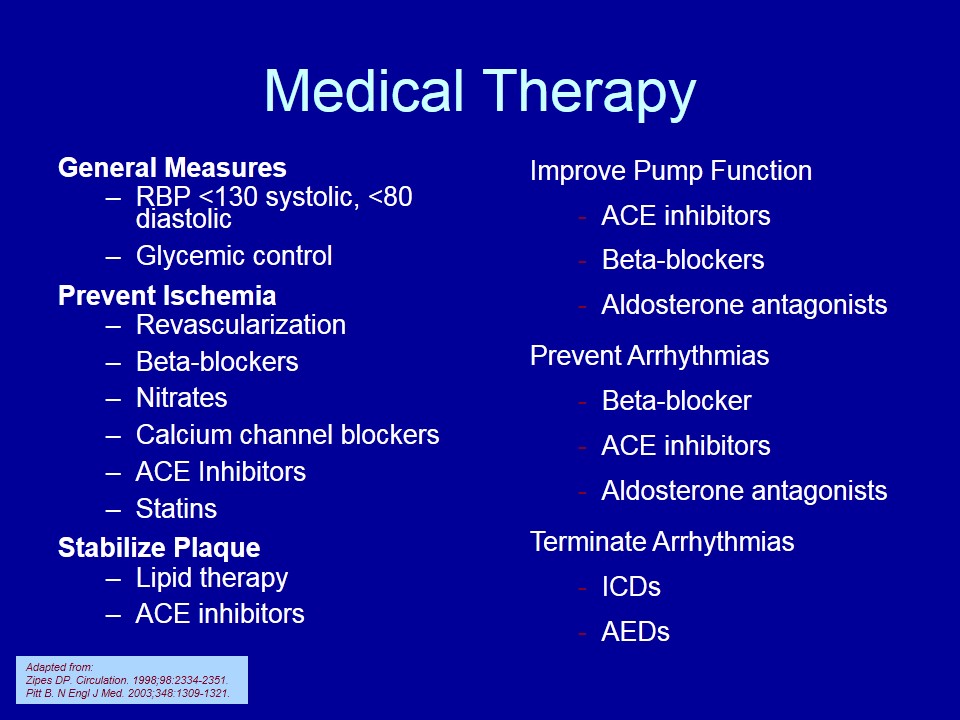 Medical Therapy
General Measures
– RBP <130 systolic, <80
diastolic
– Glycemic control
Prevent Ischemia
– Revascularization
– Beta-blockers
– Nitrates
– Calcium channel blockers
– ACE Inhibitors
– Statins
Stabilize Plaque
– Lipid therapy
– ACE inhibitors
Improve Pump Function
- ACE inhibitors
- Beta-blockers
- Aldosterone antagonists
Prevent Arrhythmias
- Beta-blocker
- ACE inhibitors
- Aldosterone antagonists
Terminate Arrhythmias
- ICDs
- AEDs
Adapted from:
Zipes DP. Circulation. 1998;98:2334-2351.
Pitt B. N Engl J Med. 2003;348:1309-1321.